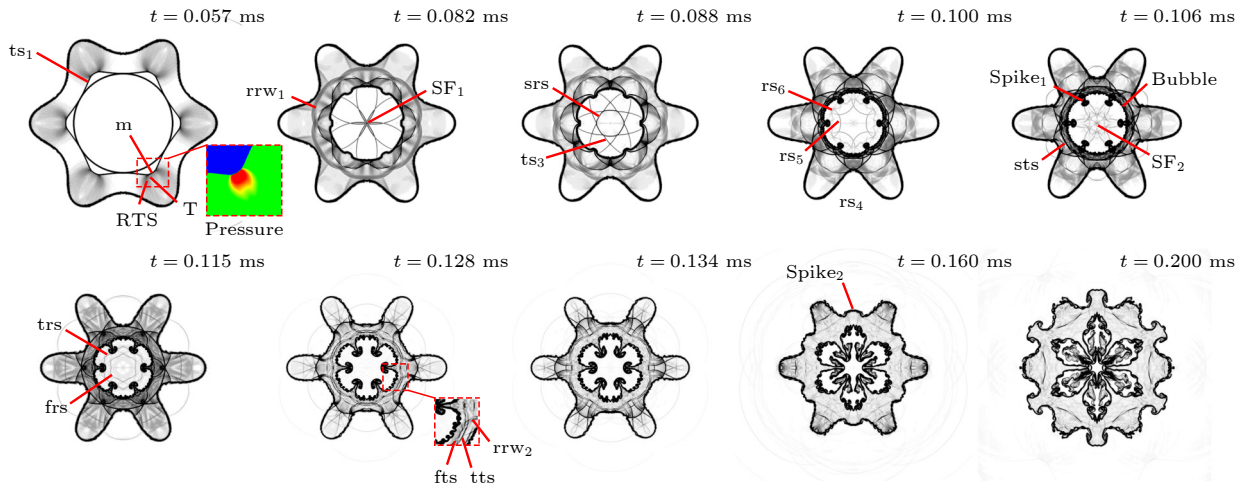 t = 0.057 ms
t = 0.082 ms
t = 0.088 ms
t = 0.100 ms
t = 0.106 ms
ts₁
m
RTS
T
Pressure
rrw₁
SF₁
srs
ts₃
rs₆
rs₅
rs₄
Spike₁
Bubble
sts
SF₂
t = 0.115 ms
t = 0.128 ms
t = 0.134 ms
t = 0.160 ms
t = 0.200 ms
trs
frs
fts
tts
rrw₂
Spike₂